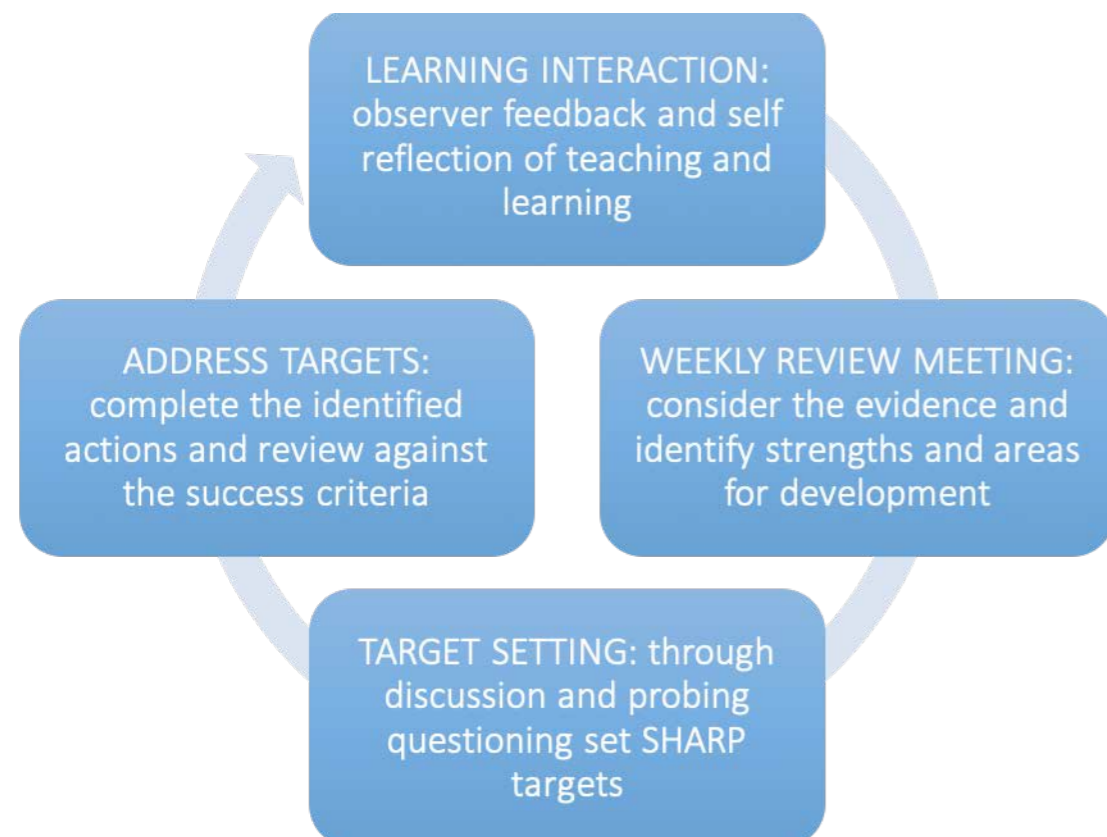 LEARNING INTERACTION:
observer feedback and self
reflection of teaching and
learning
WEEKLY REVIEW MEETING:
consider the evidence and
identify strengths and areas
for development
TARGET SETTING: through
discussion and probing
questioning set SHARP
targets
ADDRESS TARGETS:
complete the identified
actions and review against
the success criteria